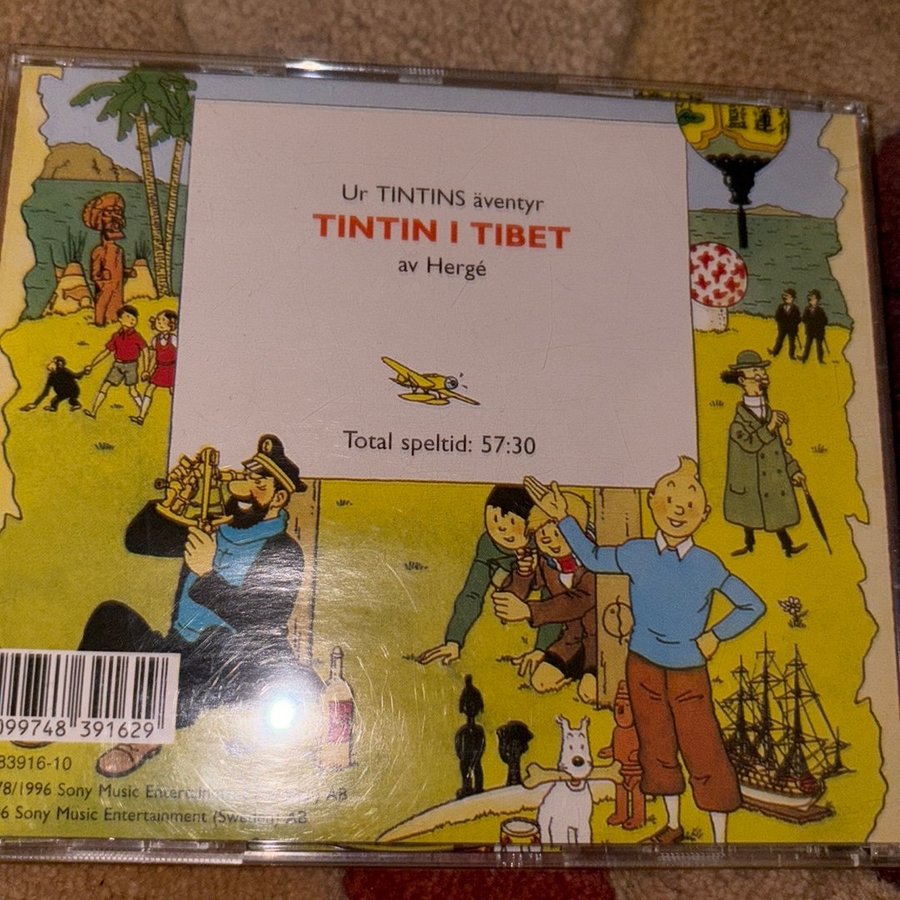 Ur TINTINS äventyr
TINTIN I TIBET
av Hergé
Total speltid: 57:30
099748 391629
83916-10
78/1996 Sony Music Entertainment AB
6 Sony Music Entertainment (Sweden) AB